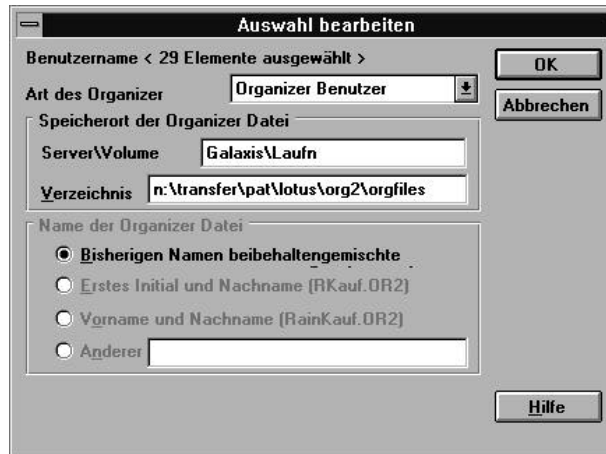 Auswahl bearbeiten
Benutzername < 29 Elemente ausgewählt >
OK
Art des Organizer
Organizer Benutzer
Abbrechen
Speicherort der Organizer Datei
Server\Volume
Galaxis\Laufn
Verzeichnis
n:\transfer\pat\lotus\org2\orgfiles
Name der Organizer Datei
Bisherigen Namen beibehaltengemischte
Erstes Initial und Nachname (RKauf.OR2)
Vorname und Nachname (RainKauf.OR2)
Anderer
Hilfe